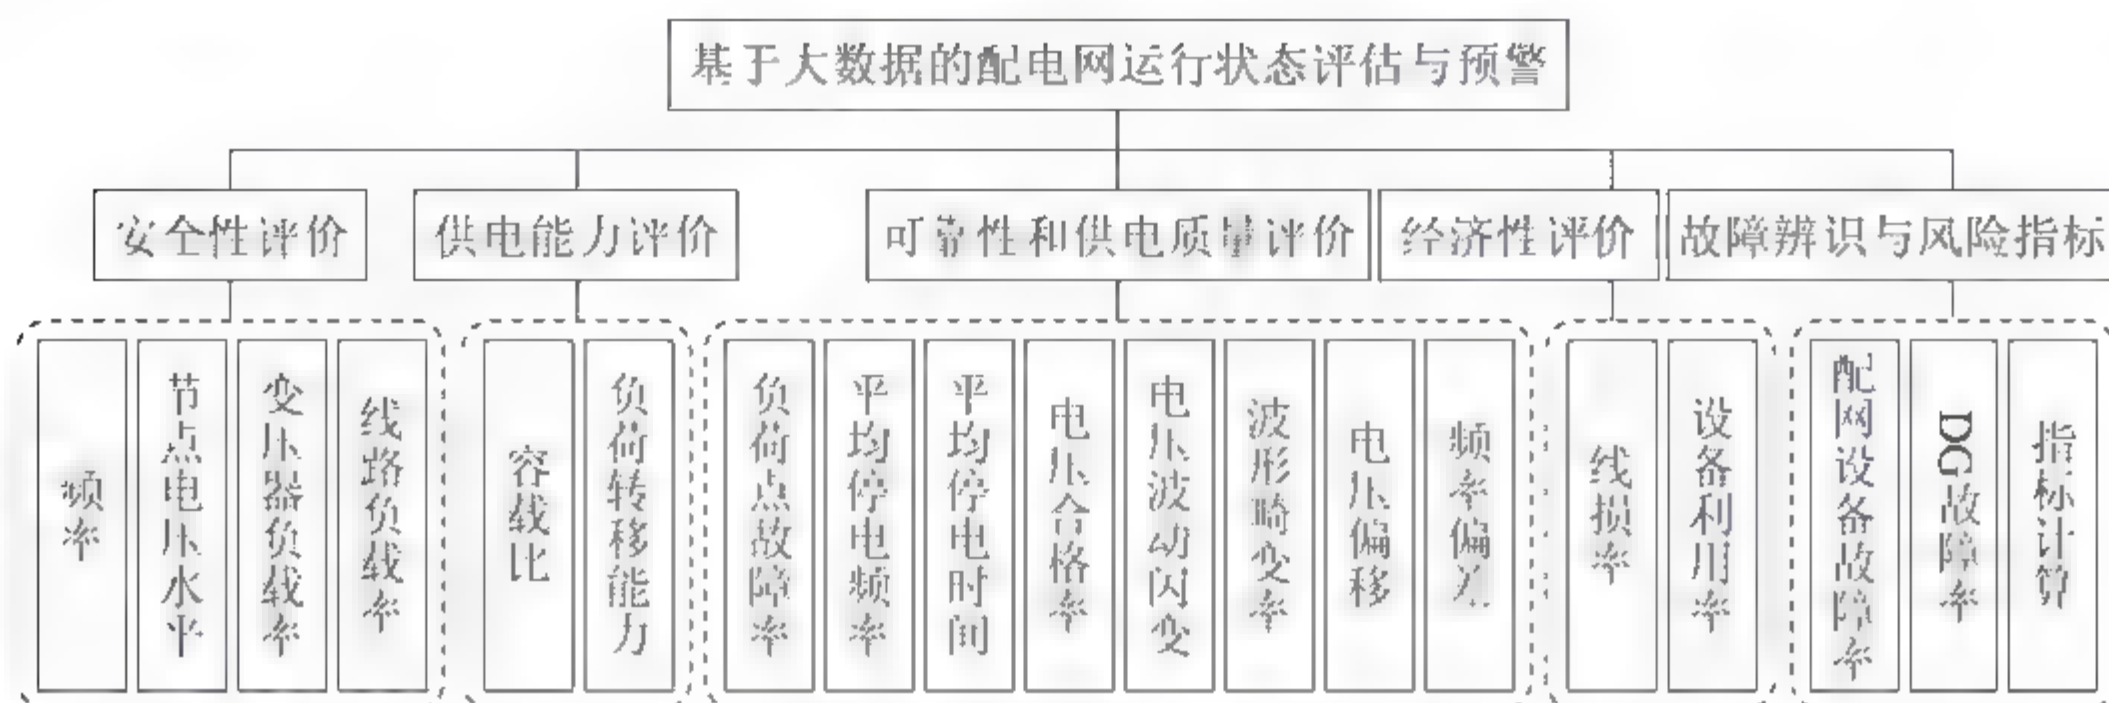 基于大数据的配电网运行状态评估与预警
安全性评价
供电能力评价
可靠性和供电质量评价
经济性评价
故障辨识与风险指标
频率
节点电压水平
变压器负载率
线路负载率
容载比
负荷转移能力
负荷点故障率
平均停电频率
平均停电时间
电压合格率
电压波动闪变
波形畸变率
电压偏移
频率偏差
线损率
设备利用率
配网设备故障率
DG故障率
指标计算